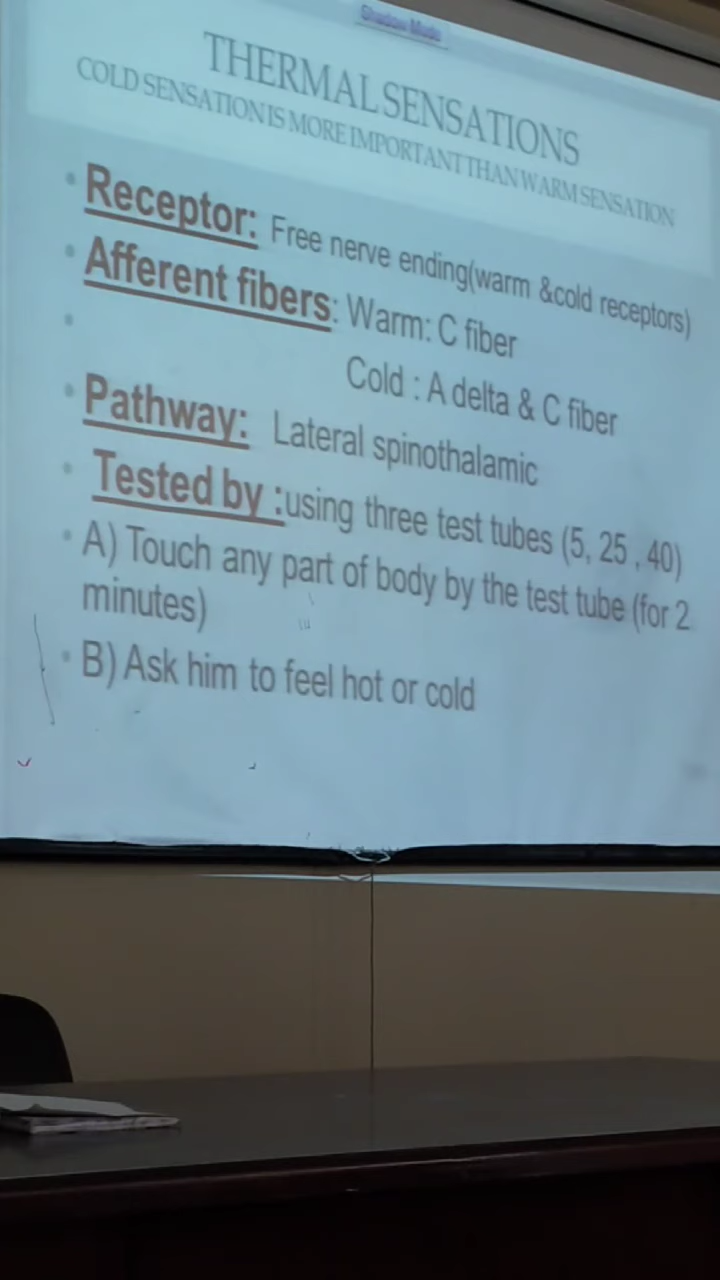 Shadow Mode
THERMAL SENSATIONS
COLD SENSATION IS MORE IMPORTANT THAN WARM SENSATION
• Receptor: Free nerve ending(warm &cold receptors)
• Afferent fibers: Warm: C fiber
• Cold : A delta & C fiber
• Pathway: Lateral spinothalamic
• Tested by :using three test tubes (5, 25 , 40)
• A) Touch any part of body by the test tube (for 2
minutes)
• B) Ask him to feel hot or cold